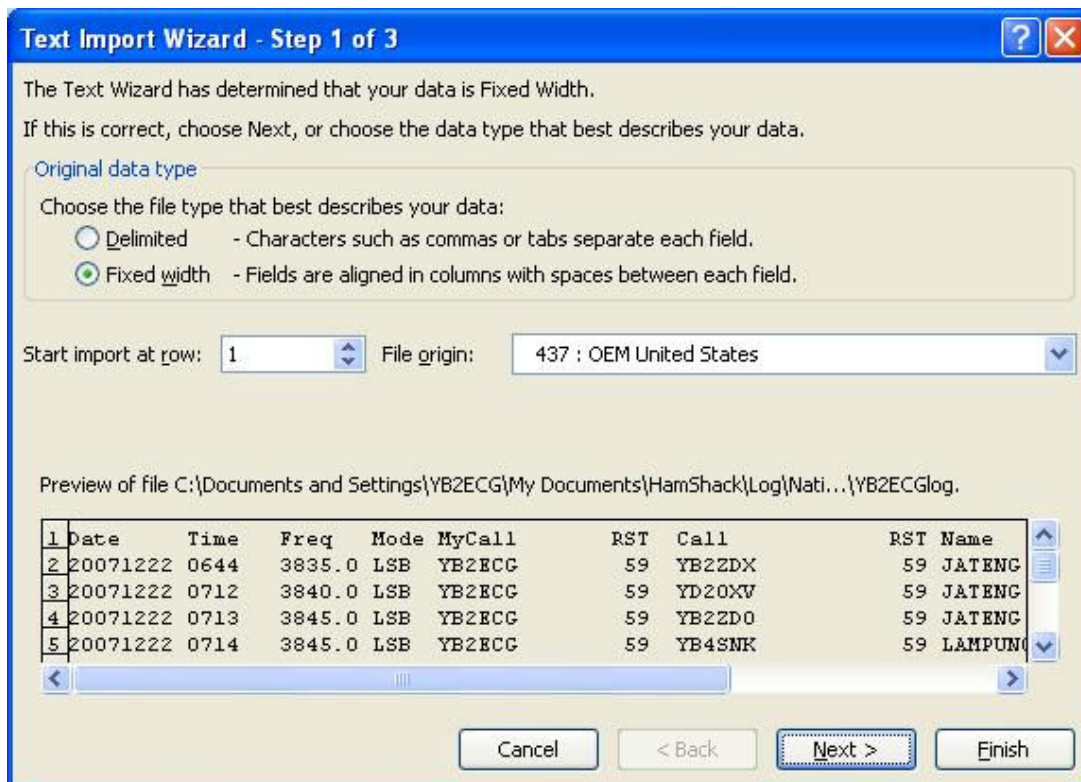 Text Import Wizard - Step 1 of 3
The Text Wizard has determined that your data is Fixed Width.
If this is correct, choose Next, or choose the data type that best describes your data.
Original data type
Choose the file type that best describes your data:
Delimited - Characters such as commas or tabs separate each field.
Fixed width - Fields are aligned in columns with spaces between each field.
Start import at row: 1 File origin: 437 : OEM United States
Preview of file C:\Documents and Settings\YB2ECG\My Documents\HamShack\Log\Nati...\YB2ECGlog.
1 Date Time Freq Mode MyCall RST Call RST Name
2 20071222 0644 3835.0 LSB YB2ECG 59 YB2ZDX 59 JATENG
3 20071222 0712 3840.0 LSB YB2ECG 59 YD2OXV 59 JATENG
4 20071222 0713 3845.0 LSB YB2ECG 59 YB2ZDO 59 JATENG
5 20071222 0714 3845.0 LSB YB2ECG 59 YB4SNK 59 LAMPUNG
Cancel < Back Next > Finish